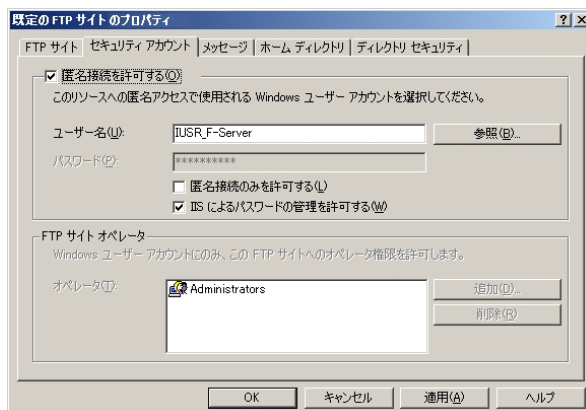 既定の FTP サイト のプロパティ
FTP サイト セキュリティ アカウント メッセージ ホーム ディレクトリ ディレクトリ セキュリティ
匿名接続を許可する(O)
このリソースへの匿名アクセスで使用される Windows ユーザー アカウントを選択してください。
ユーザー名(U): IUSR_F-Server 参照(B)...
パスワード(P): **********
匿名接続のみを許可する(L)
IIS によるパスワードの管理を許可する(W)
FTP サイト オペレータ
Windows ユーザー アカウントにのみ、この FTP サイトへのオペレータ権限を許可します。
オペレータ(T): Administrators 追加(D)...
削除(R)
OK キャンセル 適用(A) ヘルプ